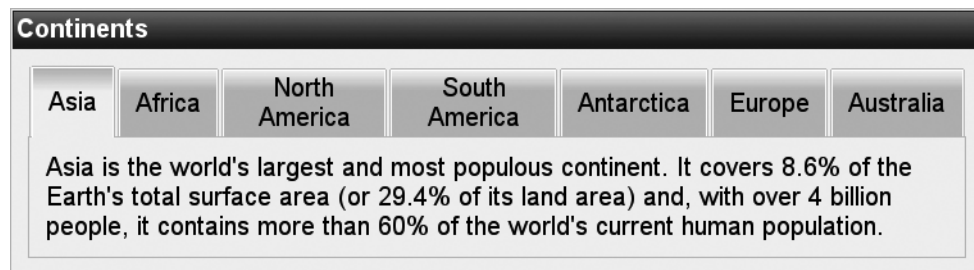 Continents
Asia
Africa
North
America
South
America
Antarctica
Europe
Australia
Asia is the world's largest and most populous continent. It covers 8.6% of the
Earth's total surface area (or 29.4% of its land area) and, with over 4 billion
people, it contains more than 60% of the world's current human population.